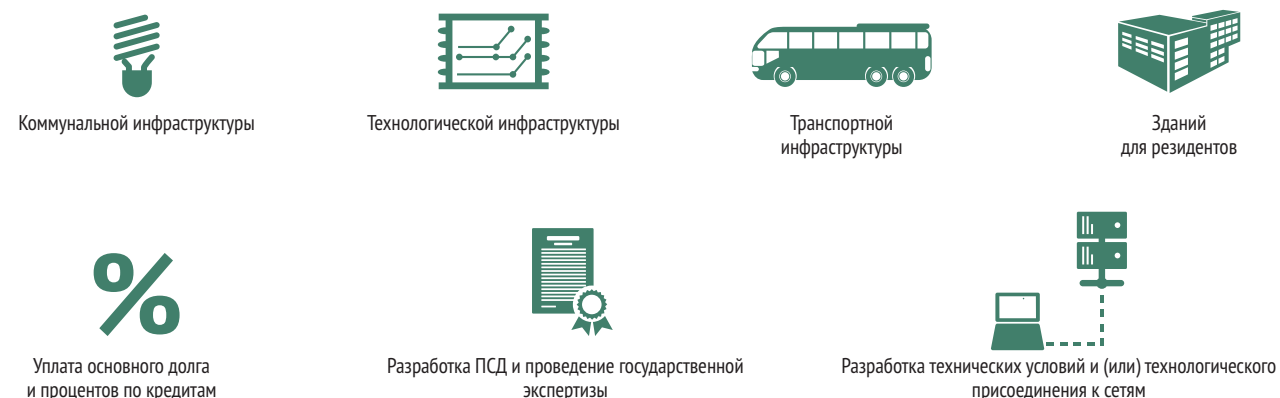 Коммунальной инфраструктуры
Технологической инфраструктуры
Транспортной
инфраструктуры
Зданий
для резидентов
%
Уплата основного долга
и процентов по кредитам
Разработка ПСД и проведение государственной
экспертизы
Разработка технических условий и (или) технологического
присоединения к сетям